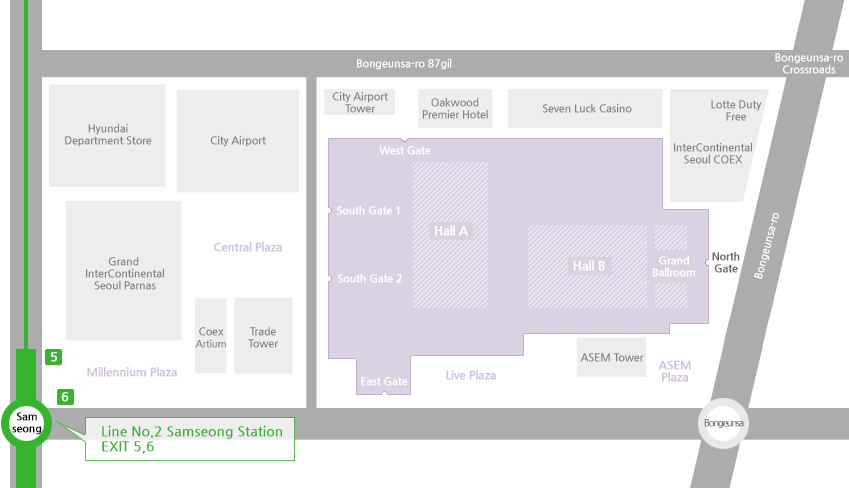 Bongeunsa-ro 87gil
Bongeunsa-ro
Crossroads
Hyundai
Department Store
City Airport
City Airport
Tower
Oakwood
Premier Hotel
Seven Luck Casino
Lotte Duty
Free
InterContinental
Seoul COEX
West Gate
South Gate 1
Hall A
Central Plaza
Grand
InterContinental
Seoul Parnas
South Gate 2
Hall B
Grand
Ballroom
North
Gate
Bongeunsa-ro
Coex
Artium
Trade
Tower
Millennium Plaza
East Gate
Live Plaza
ASEM Tower
ASEM
Plaza
5
6
Sam
seong
Line No.2 Samseong Station
EXIT 5,6
Bongeunsa